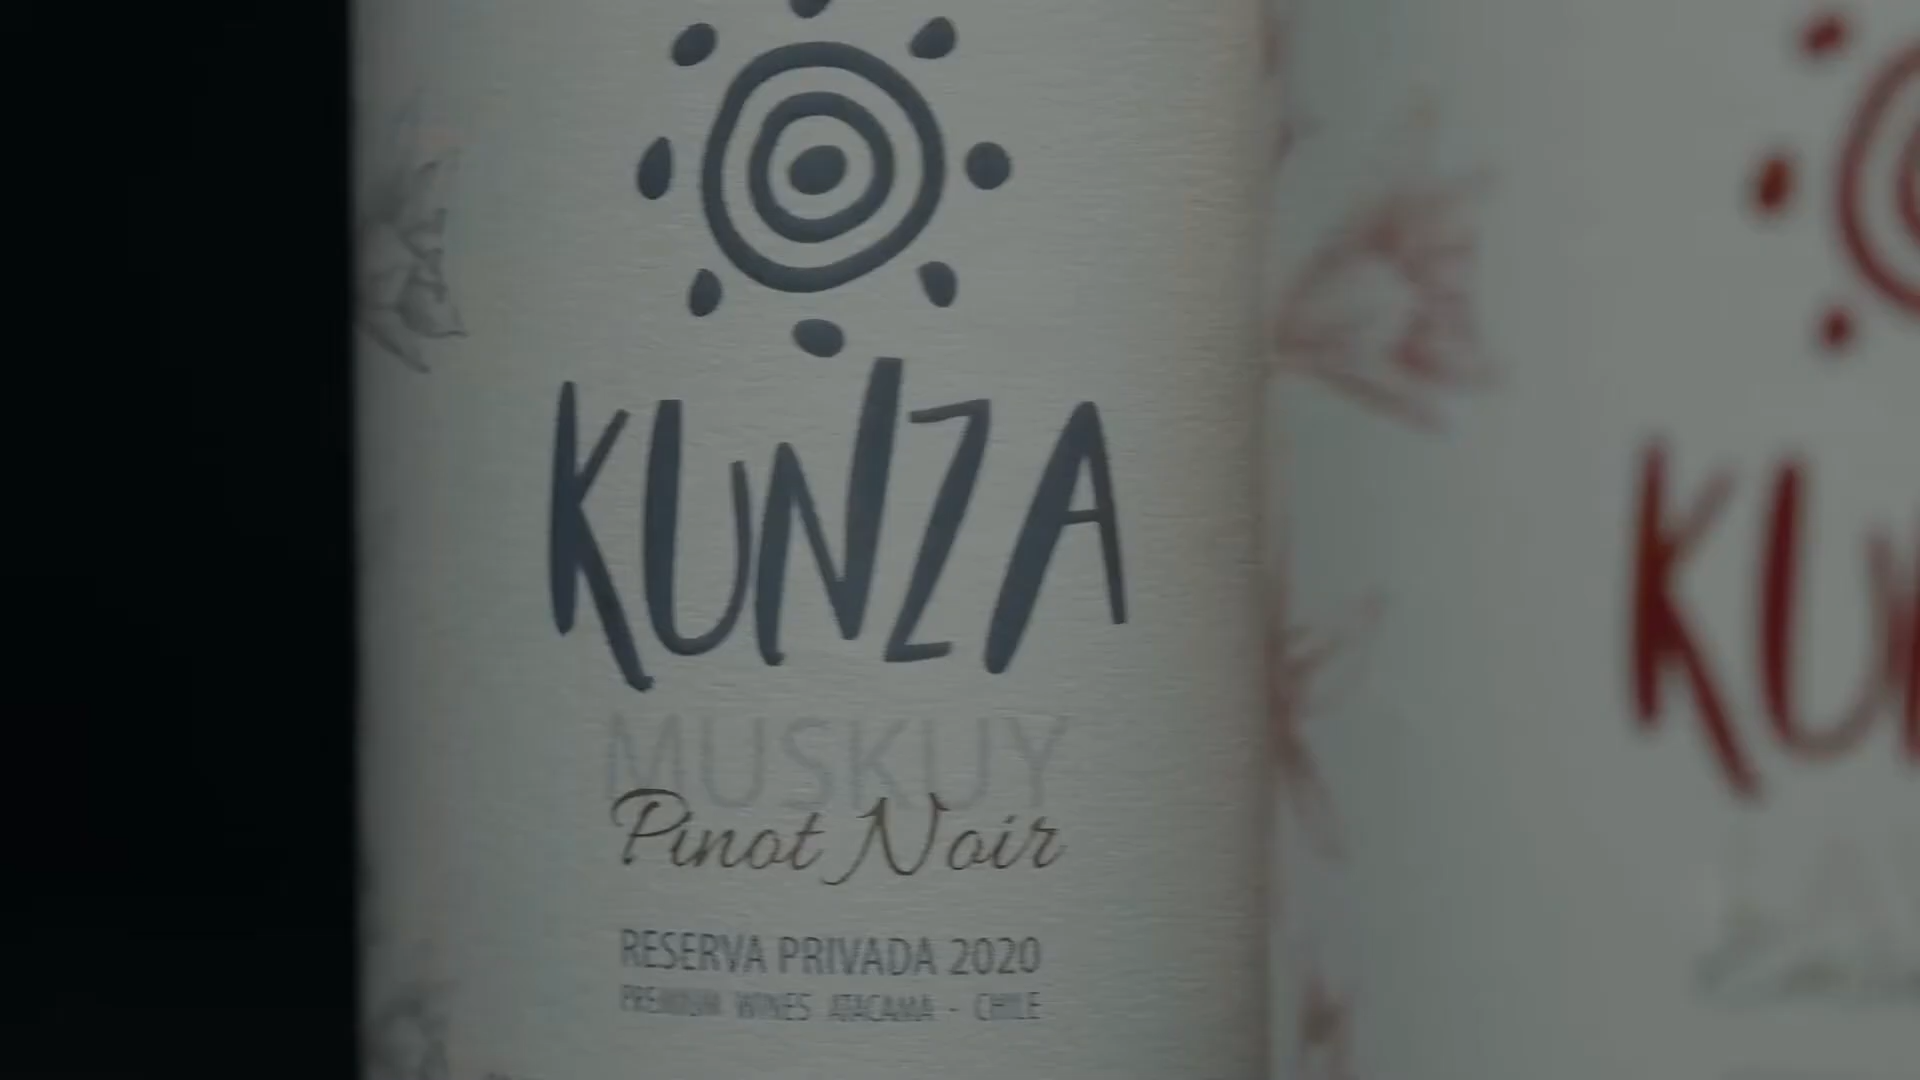 KUNZA
MUSKUY
Pinot Noir
RESERVA PRIVADA 2020
PREMIUM WINES ATACAMA - CHILE
KU